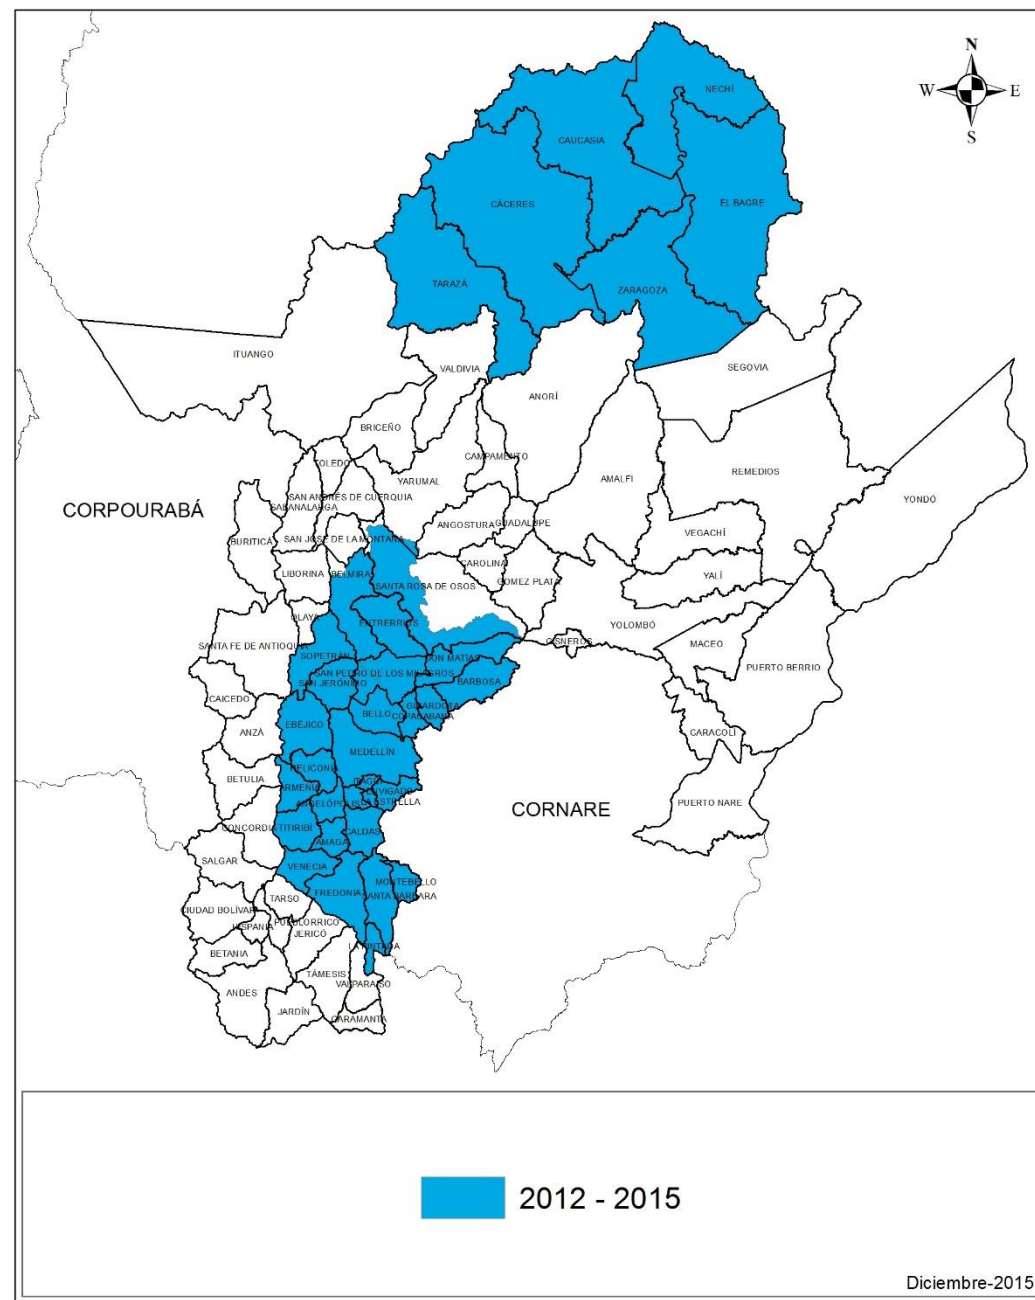 N
W
E
S
NECHÍ
CAUCASIA
CÁCERES
EL BAGRE
TARAZÁ
ZARAGOZA
ITUANGO
VALDIVIA
SEGOVIA
ANORÍ
BRICEÑO
CAMPAMENTO
TOLEDO
YARUMAL
AMALFI
REMEDIOS
YONDÓ
SAN ANDRÉS DE CUERQUIA
SABANALARGA
CORPOURABÁ
ANGOSTURA
GUADALUPE
VEGACHÍ
BURITICÁ
SAN JOSÉ DE LA MONTAÑA
CAROLINA
LIBORINA
BELMIRA
YALÍ
GÓMEZ PLATA
SANTA ROSA DE OSOS
OLAYA
ENTRERRIOS
YOLOMBÓ
CISNEROS
MACEO
SANTA FE DE ANTIOQUIA
SOPETRÁN
DON MATÍAS
PUERTO BERRIO
SAN PEDRO DE LOS MILAGROS
SAN JERÓNIMO
BARBOSA
CAICEDO
GIRARDOTA
BELLO
COPACABANA
EBÉJICO
ANZÁ
CARACOLÍ
MEDELLÍN
HELICONIA
BETULIA
ITAGUI
ARMENIA
ENVIGADO
ANGELÓPOLIS
LA ESTRELLA
PUERTO NARE
CORNARE
CONCORDIA
TITIRIBÍ
CALDAS
AMAGÁ
SALGAR
VENECIA
MONTEBELLO
FREDONIA
SANTA BÁRBARA
TARSO
CIUDAD BOLÍVAR
PUEBLORRICO
HISPANIA
JERICÓ
LA PINTADA
BETANIA
TÁMESIS
VALPARAISO
ANDES
JARDÍN
CARAMANTA
2012 - 2015
Diciembre-2015